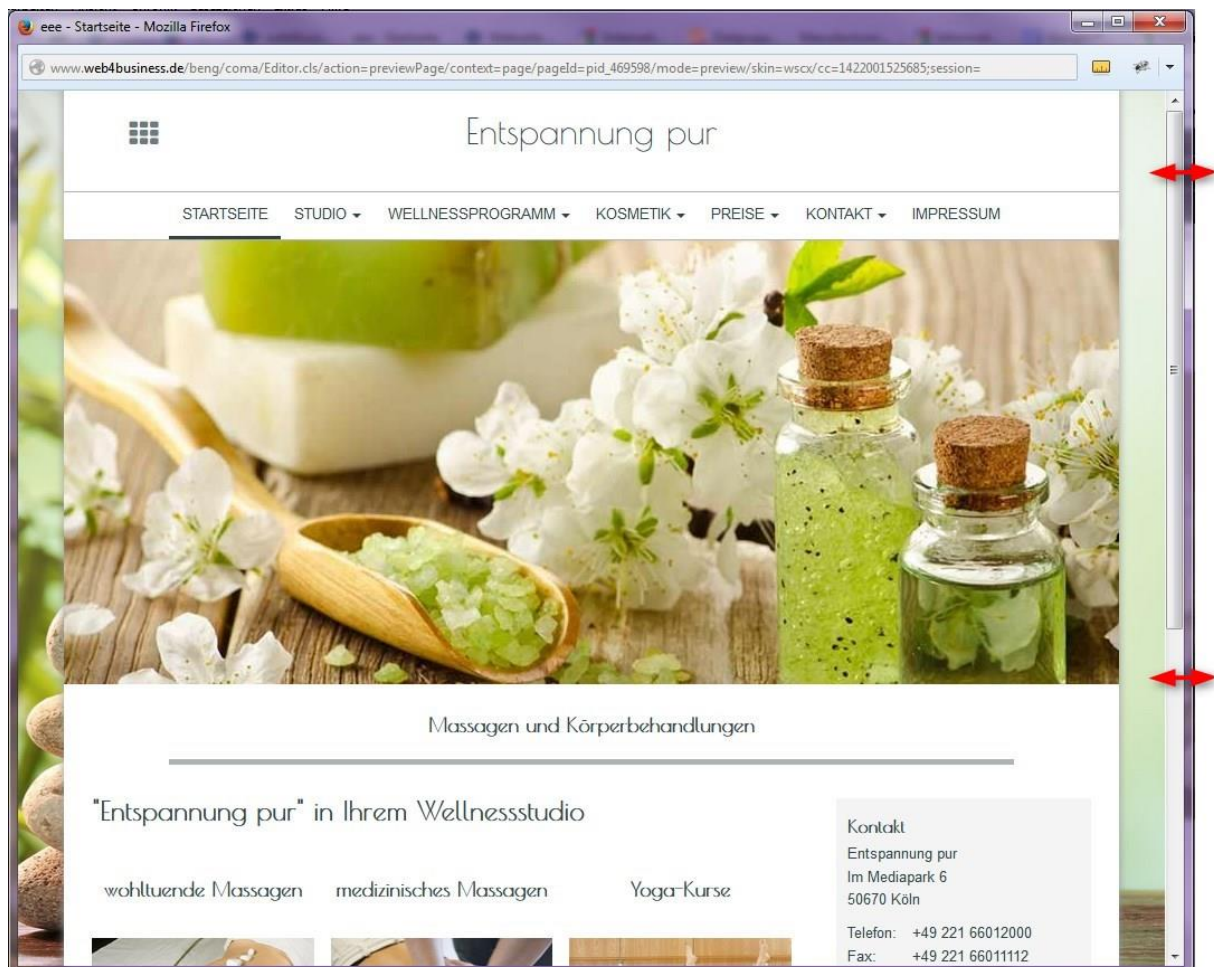 eee - Startseite - Mozilla Firefox
www.web4business.de/beng/coma/Editor.cls/action=previewPage/context=page/pageId=pid_469598/mode=preview/skin=wscx/cc=1422001525685;session=
Entspannung pur
STARTSEITE STUDIO WELLNESSPROGRAMM KOSMETIK PREISE KONTAKT IMPRESSUM
Massagen und Körperbehandlungen
"Entspannung pur" in Ihrem Wellnessstudio
wohltuende Massagen medizinisches Massagen Yoga-Kurse
Kontakt
Entspannung pur
Im Mediapark 6
50670 Köln
Telefon: +49 221 66012000
Fax: +49 221 66011112